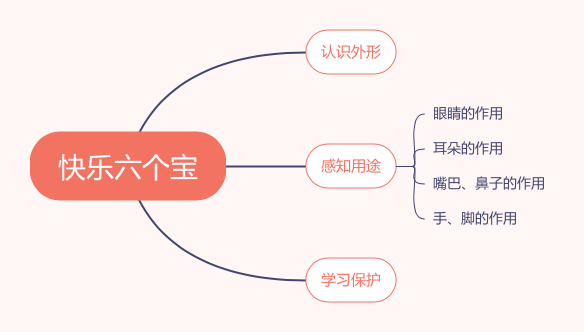 快乐六个宝
认识外形
感知用途
眼睛的作用
耳朵的作用
嘴巴、鼻子的作用
手、脚的作用
学习保护